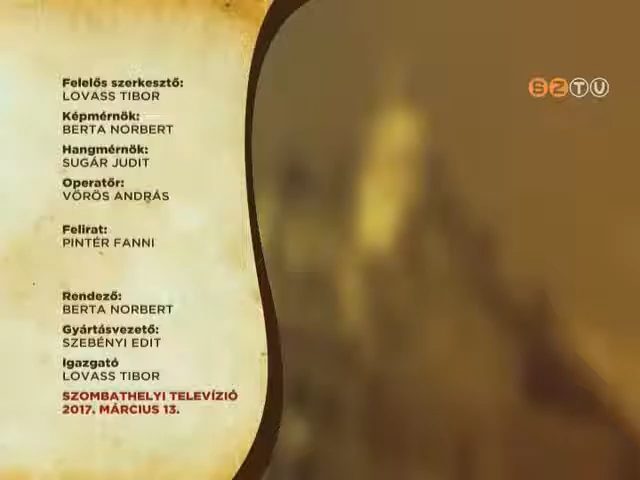 Felelős szerkesztő:
LOVASS TIBOR
Képmérnök:
BERTA NORBERT
Hangmérnök:
SUGÁR JUDIT
Operatőr:
VÖRÖS ANDRÁS
Felirat:
PINTÉR FANNI
Rendező:
BERTA NORBERT
Gyártásvezető:
SZEBÉNYI EDIT
Igazgató
LOVASS TIBOR
SZOMBATHELYI TELEVÍZIÓ
2017. MÁRCIUS 13.
SZTV